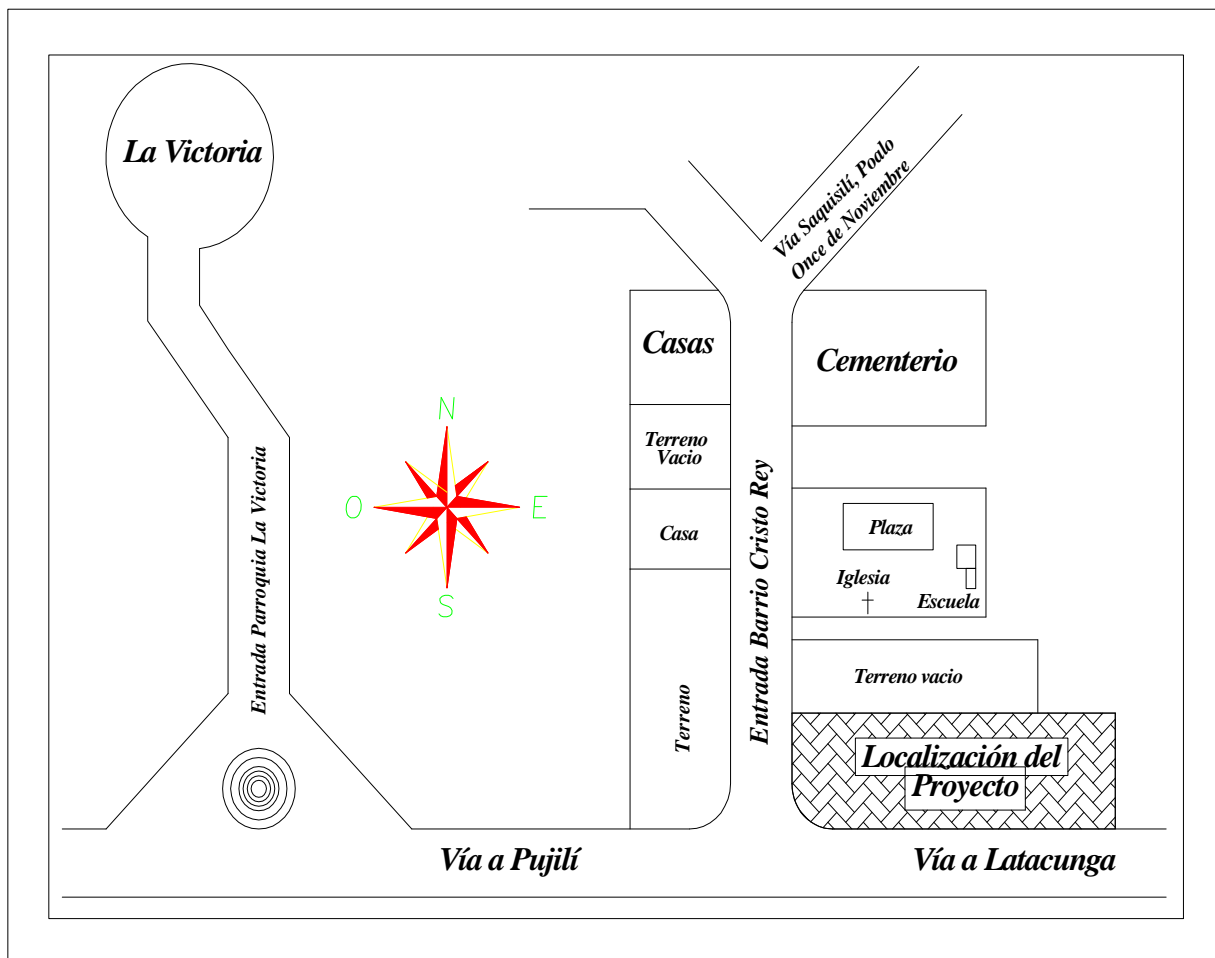 La Victoria
Vía Saquisilí, Poalo
Once de Noviembre
Casas
Cementerio
N
O
E
S
Terreno
Vacio
Casa
Plaza
Iglesia
Escuela
Entrada Parroquia La Victoria
Entrada Barrio Cristo Rey
Terreno
Terreno vacio
Localización del
Proyecto
Vía a Pujilí
Vía a Latacunga